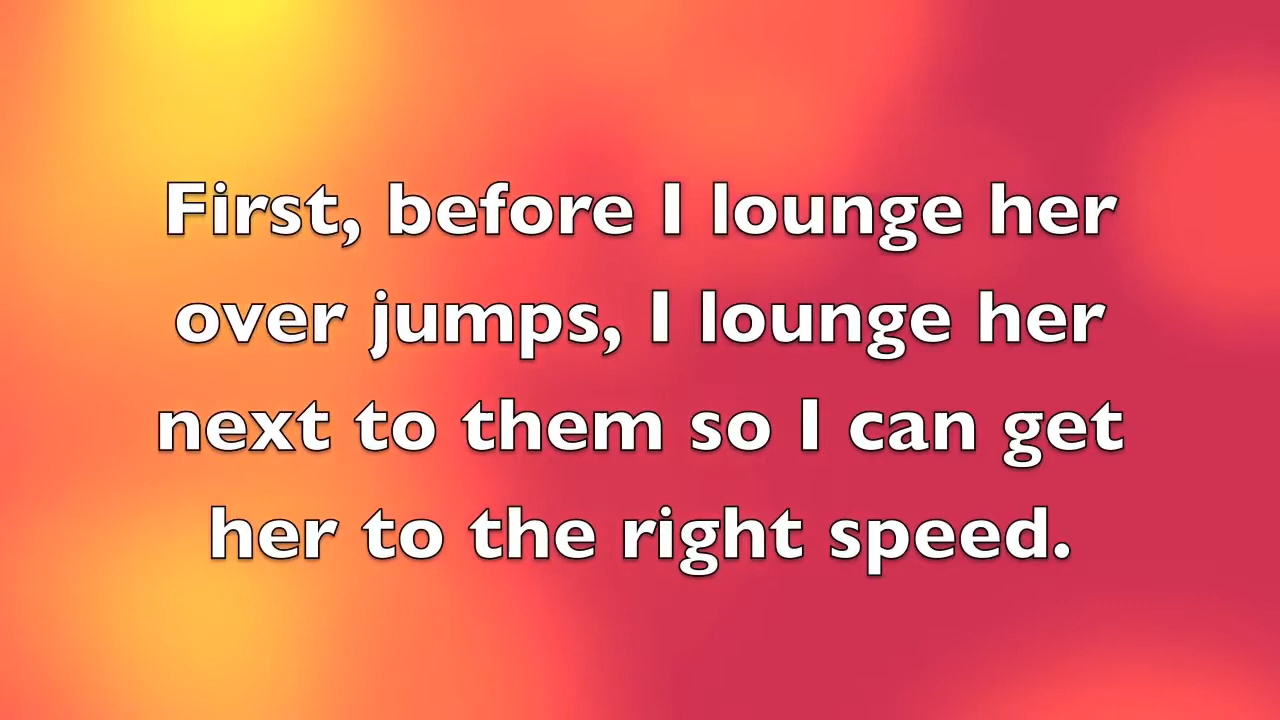 First, before I lounge her
over jumps, I lounge her
next to them so I can get
her to the right speed.